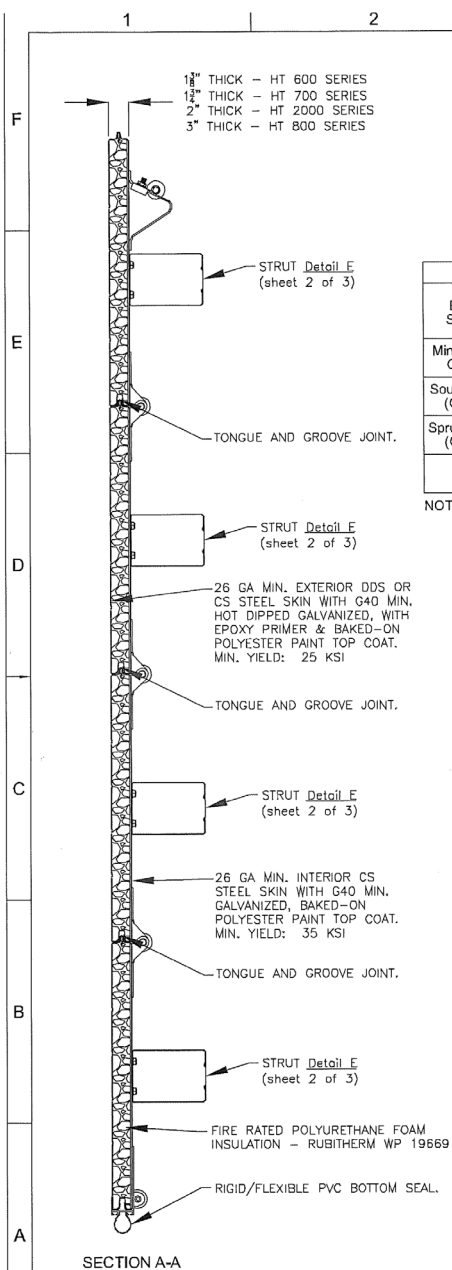 1 2
F
1 3/8" THICK - HT 600 SERIES
1 3/4" THICK - HT 700 SERIES
2" THICK - HT 2000 SERIES
3" THICK - HT 800 SERIES
STRUT Detail E
(sheet 2 of 3)
E
TONGUE AND GROOVE JOINT.
STRUT Detail E
(sheet 2 of 3)
NOT
D
26 GA MIN. EXTERIOR DDS OR
CS STEEL SKIN WITH G40 MIN.
HOT DIPPED GALVANIZED, WITH
EPOXY PRIMER & BAKED-ON
POLYESTER PAINT TOP COAT.
MIN. YIELD: 25 KSI
TONGUE AND GROOVE JOINT.
C
STRUT Detail E
(sheet 2 of 3)
26 GA MIN. INTERIOR CS
STEEL SKIN WITH G40 MIN.
GALVANIZED, BAKED-ON
POLYESTER PAINT TOP COAT.
MIN. YIELD: 35 KSI
TONGUE AND GROOVE JOINT.
B
STRUT Detail E
(sheet 2 of 3)
FIRE RATED POLYURETHANE FOAM
INSULATION - RUBITHERM WP 19669
RIGID/FLEXIBLE PVC BOTTOM SEAL.
A
SECTION A-A